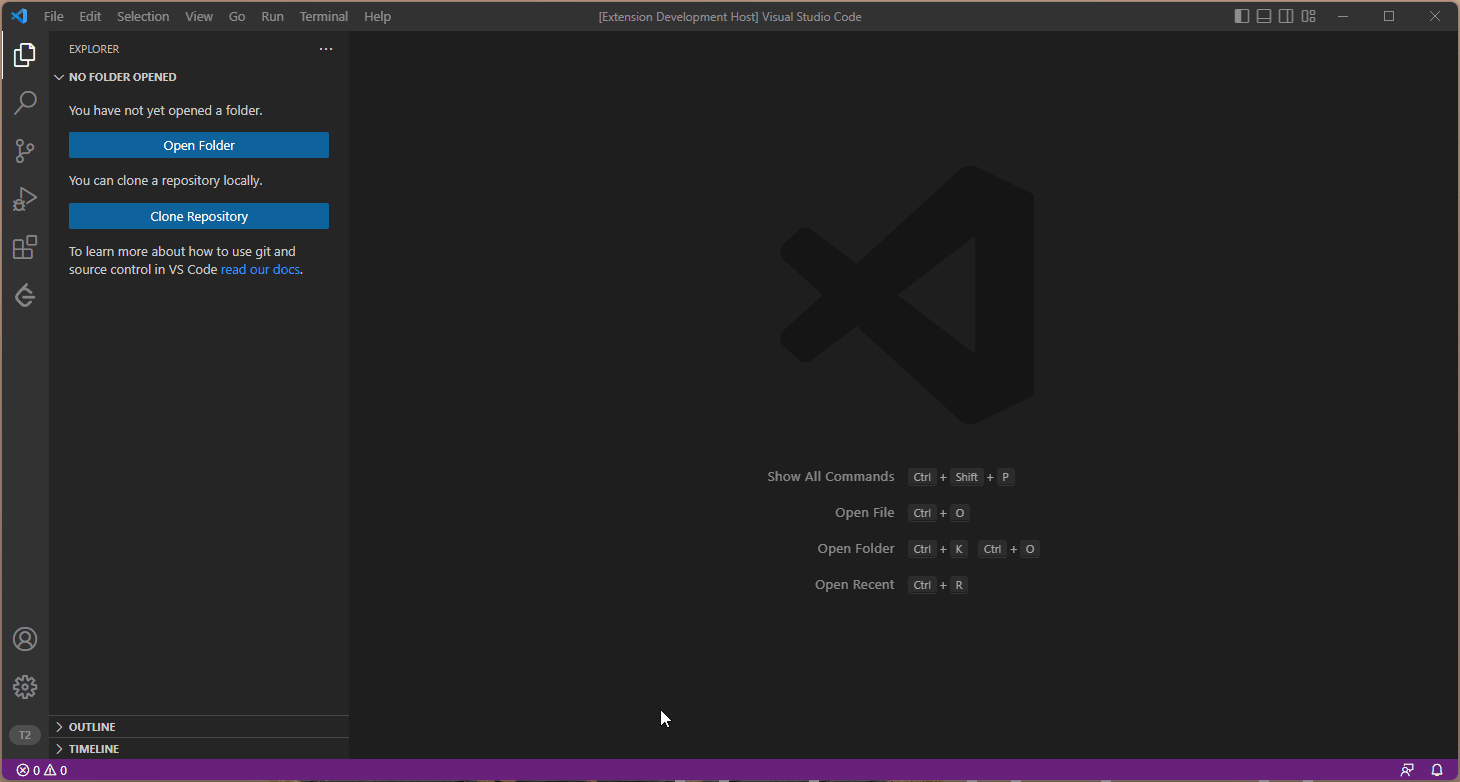 File Edit Selection View Go Run Terminal Help
[Extension Development Host] Visual Studio Code
EXPLORER
NO FOLDER OPENED
You have not yet opened a folder.
Open Folder
You can clone a repository locally.
Clone Repository
To learn more about how to use git and
source control in VS Code read our docs.
Show All Commands Ctrl + Shift + P
Open File Ctrl + O
Open Folder Ctrl + K Ctrl + O
Open Recent Ctrl + R
T2
OUTLINE
TIMELINE
0 0